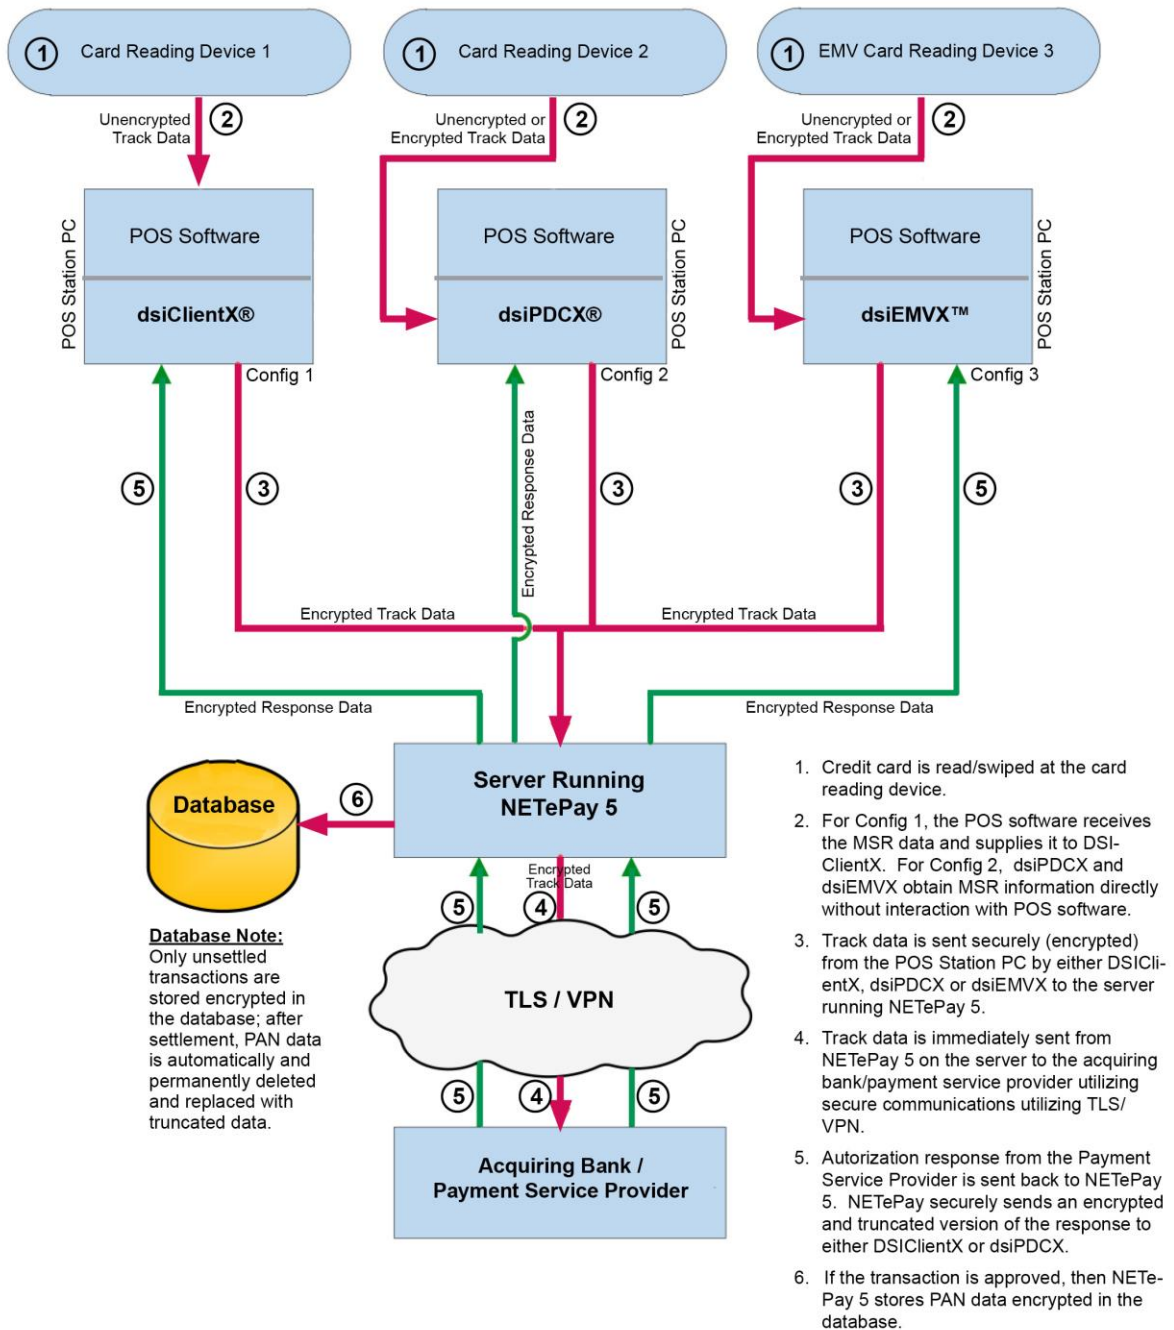 1 Card Reading Device 1
1 Card Reading Device 2
1 EMV Card Reading Device 3
Unencrypted
Track Data
2
Unencrypted or
Encrypted Track Data
2
Unencrypted or
Encrypted Track Data
2
POS Station PC
POS Software
dsiClientX®
Config 1
POS Software
dsiPDCX®
POS Station PC
Config 2
POS Software
dsiEMVX™
POS Station PC
Config 3
5
3
Encrypted Response Data
3
3
5
Encrypted Track Data
Encrypted Track Data
Encrypted Response Data
Encrypted Response Data
Server Running
NETePay 5
Database
6
Encrypted
Track Data
5
4
5
TLS / VPN
5
4
5
Acquiring Bank /
Payment Service Provider
Database Note:
Only unsettled
transactions are
stored encrypted in
the database; after
settlement, PAN data
is automatically and
permanently deleted
and replaced with
truncated data.
1. Credit card is read/swiped at the card
reading device.
2. For Config 1, the POS software receives
the MSR data and supplies it to DSI-
ClientX. For Config 2, dsiPDCX and
dsiEMVX obtain MSR information directly
without interaction with POS software.
3. Track data is sent securely (encrypted)
from the POS Station PC by either DSICli-
entX, dsiPDCX or dsiEMVX to the server
running NETePay 5.
4. Track data is immediately sent from
NETePay 5 on the server to the acquiring
bank/payment service provider utilizing
secure communications utilizing TLS/
VPN.
5. Autorization response from the Payment
Service Provider is sent back to NETePay
5. NETePay securely sends an encrypted
and truncated version of the response to
either DSIClientX or dsiPDCX.
6. If the transaction is approved, then NETe-
Pay 5 stores PAN data encrypted in the
database.